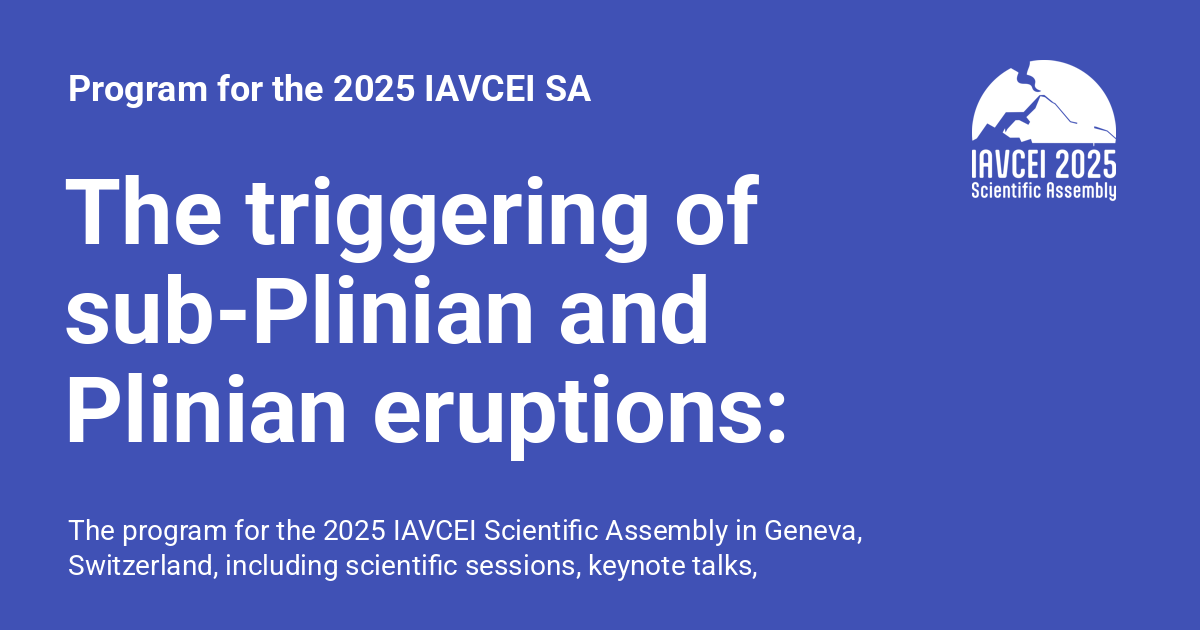 Program for the 2025 IAVCEI SA
IAVCEI 2025
Scientific Assembly
The triggering of
sub-Plinian and
Plinian eruptions:
The program for the 2025 IAVCEI Scientific Assembly in Geneva,
Switzerland, including scientific sessions, keynote talks,